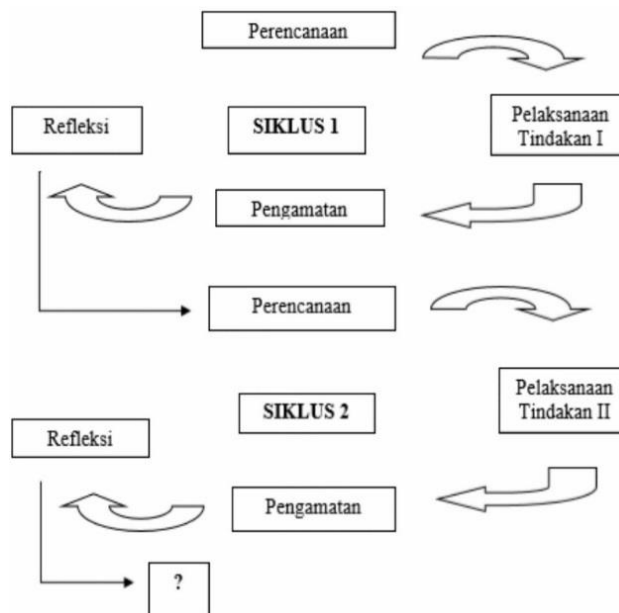 Perencanaan
Refleksi
SIKLUS 1
Pelaksanaan
Tindakan I
Pengamatan
Perencanaan
Pelaksanaan
Tindakan II
SIKLUS 2
Refleksi
Pengamatan
?